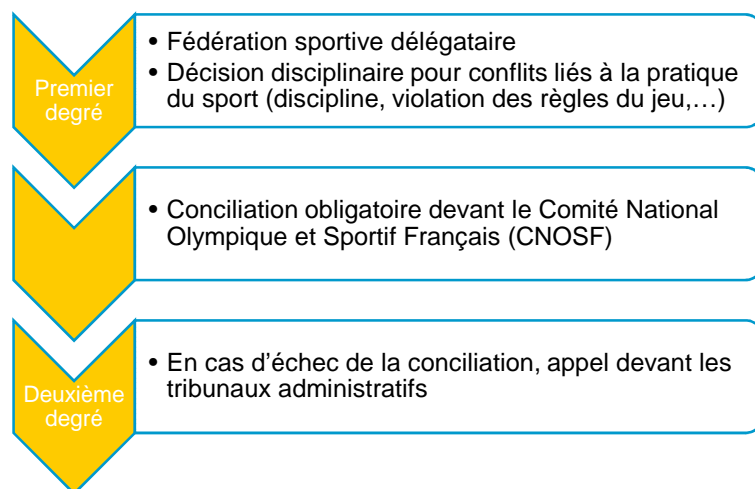 Premier
degré
• Fédération sportive délégataire
• Décision disciplinaire pour conflits liés à la pratique
du sport (discipline, violation des règles du jeu,…)
• Conciliation obligatoire devant le Comité National
Olympique et Sportif Français (CNOSF)
Deuxième
degré
• En cas d’échec de la conciliation, appel devant les
tribunaux administratifs